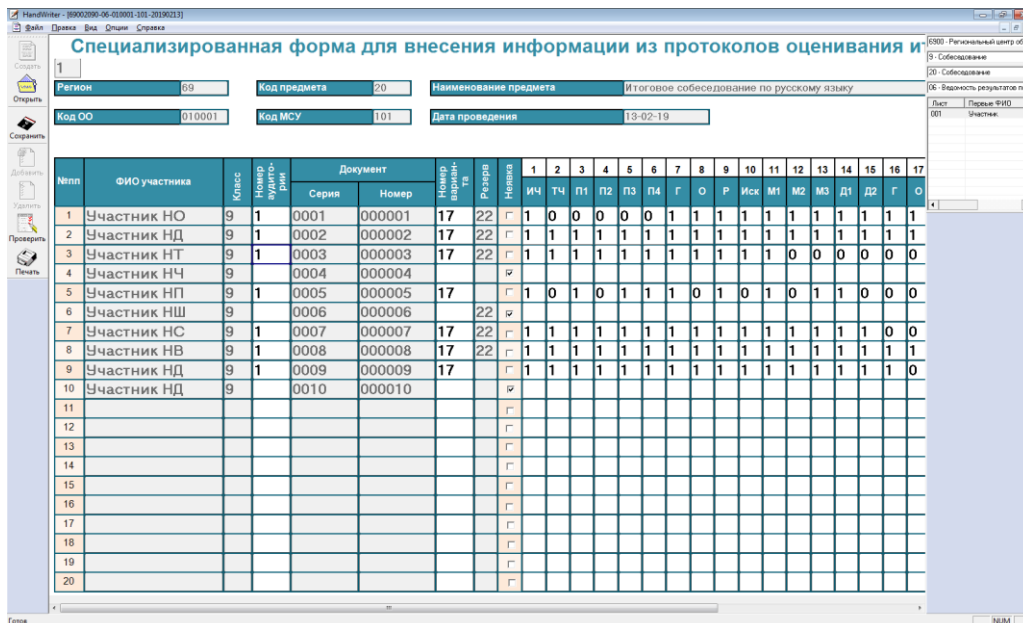 HandWriter - [69002090-06-010001-101-20190213]
Файл Правка Вид Опции Справка
Создать
Открыть
Сохранить
Добавить
Удалить
Проверить
Печать
Специализированная форма для внесения информации из протоколов оценивания и
1
Регион 69 Код предмета 20 Наименование предмета Итоговое собеседование по русскому языку
Код ОО 010001 Код МСУ 101 Дата проведения 13-02-19
№пп ФИО участника Класс Номер аудито-рии Документ Серия Номер Номер вариан-та Резерв Неявка
1 2 3 4 5 6 7 8 9 10 11 12 13 14 15 16 17
ИЧ ТЧ П1 П2 П3 П4 Г О Р Иск М1 М2 М3 Д1 Д2 Г О
1 Участник НО 9 1 0001 000001 17 22 1 0 0 0 0 0 1 1 1 1 1 1 1 1 1 1 1
2 Участник НД 9 1 0002 000002 17 22 1 1 1 1 1 1 1 1 1 1 1 1 1 1 1 1 1
3 Участник НТ 9 1 0003 000003 17 22 1 1 1 1 1 1 1 1 1 1 1 0 0 0 0 0 0
4 Участник НЧ 9 0004 000004
5 Участник НП 9 1 0005 000005 17 1 0 1 0 1 1 1 0 1 0 1 0 1 1 0 0 0
6 Участник НШ 9 0006 000006 22
7 Участник НС 9 1 0007 000007 17 22 1 1 1 1 1 1 1 1 1 1 1 1 1 1 1 0 0
8 Участник НВ 9 1 0008 000008 17 22 1 1 1 1 1 1 1 1 1 1 1 1 1 1 1 1 1
9 Участник НД 9 1 0009 000009 17 1 1 1 1 1 1 1 1 1 1 1 1 1 1 1 1 0
10 Участник НД 9 0010 000010
11
12
13
14
15
16
17
18
19
20
6900 - Региональный центр об
9 - Собеседование
20 - Собеседование
06 - Ведомость результатов п
Лист Первые ФИО
001 Участник
Готов
NUM